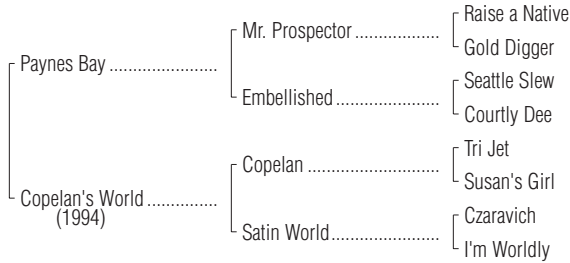 Raise a Native
Mr. Prospector ..................
Gold Digger
Paynes Bay .......................
Seattle Slew
Embellished ......................
Courtly Dee
Tri Jet
Copelan ............................
Susan's Girl
Copelan's World ...............
(1994)
Czaravich
Satin World .......................
I'm Worldly